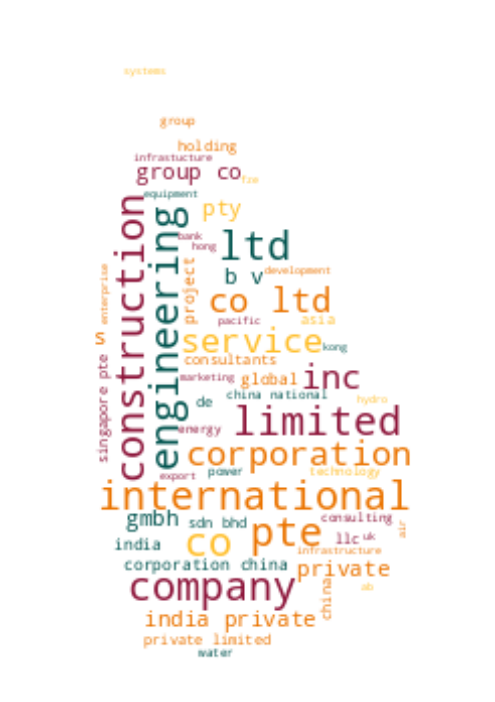 systems
group
holding
infrastucture
group co
fze
equipment
pty
construction
engineering
bank
hong
ltd
b v
development
enterprise
project
co ltd
pacific
asia
s
service
kong
consultants
singapore pte
marketing
global
inc
china national
de
hydro
limited
energy
corporation
export
power
technology
international
gmbh
sdn bhd
co
pte
consulting
air
llc
uk
india
infrastructure
corporation china
private
company
china
ab
india private
private limited
water